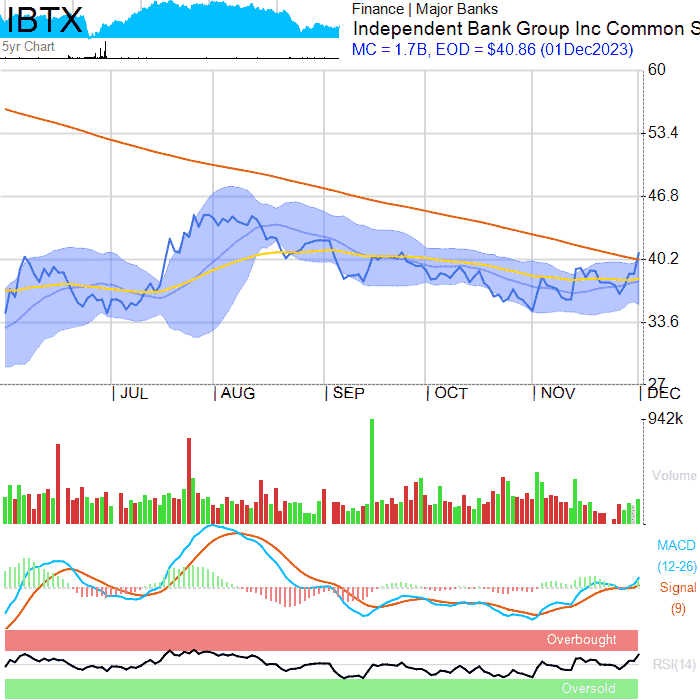 IBTX
5yr Chart
Finance | Major Banks
Independent Bank Group Inc Common S
MC = 1.7B, EOD = $40.86 (01Dec2023)
60
53.4
46.8
40.2
33.6
27
JUL
AUG
SEP
OCT
NOV
DEC
942k
Volume
MACD
(12-26)
Signal
(9)
Overbought
RSI(14)
Oversold